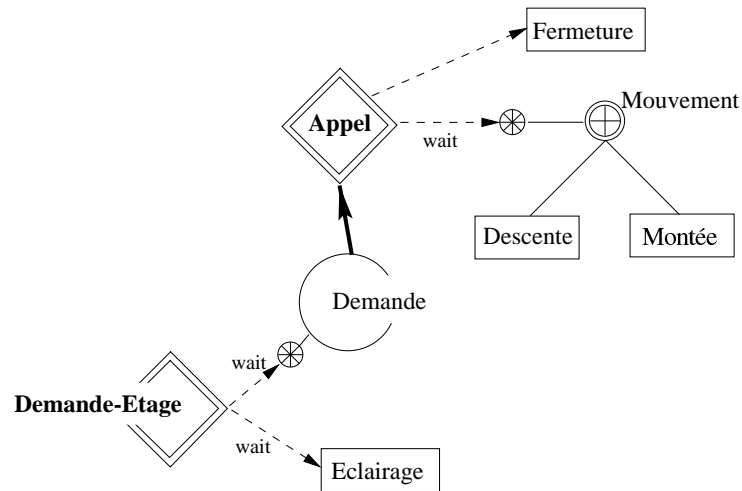 Fermeture
Mouvement
Appel
wait
Descente
Montée
Demande
wait
Demande-Etage
wait
Eclairage